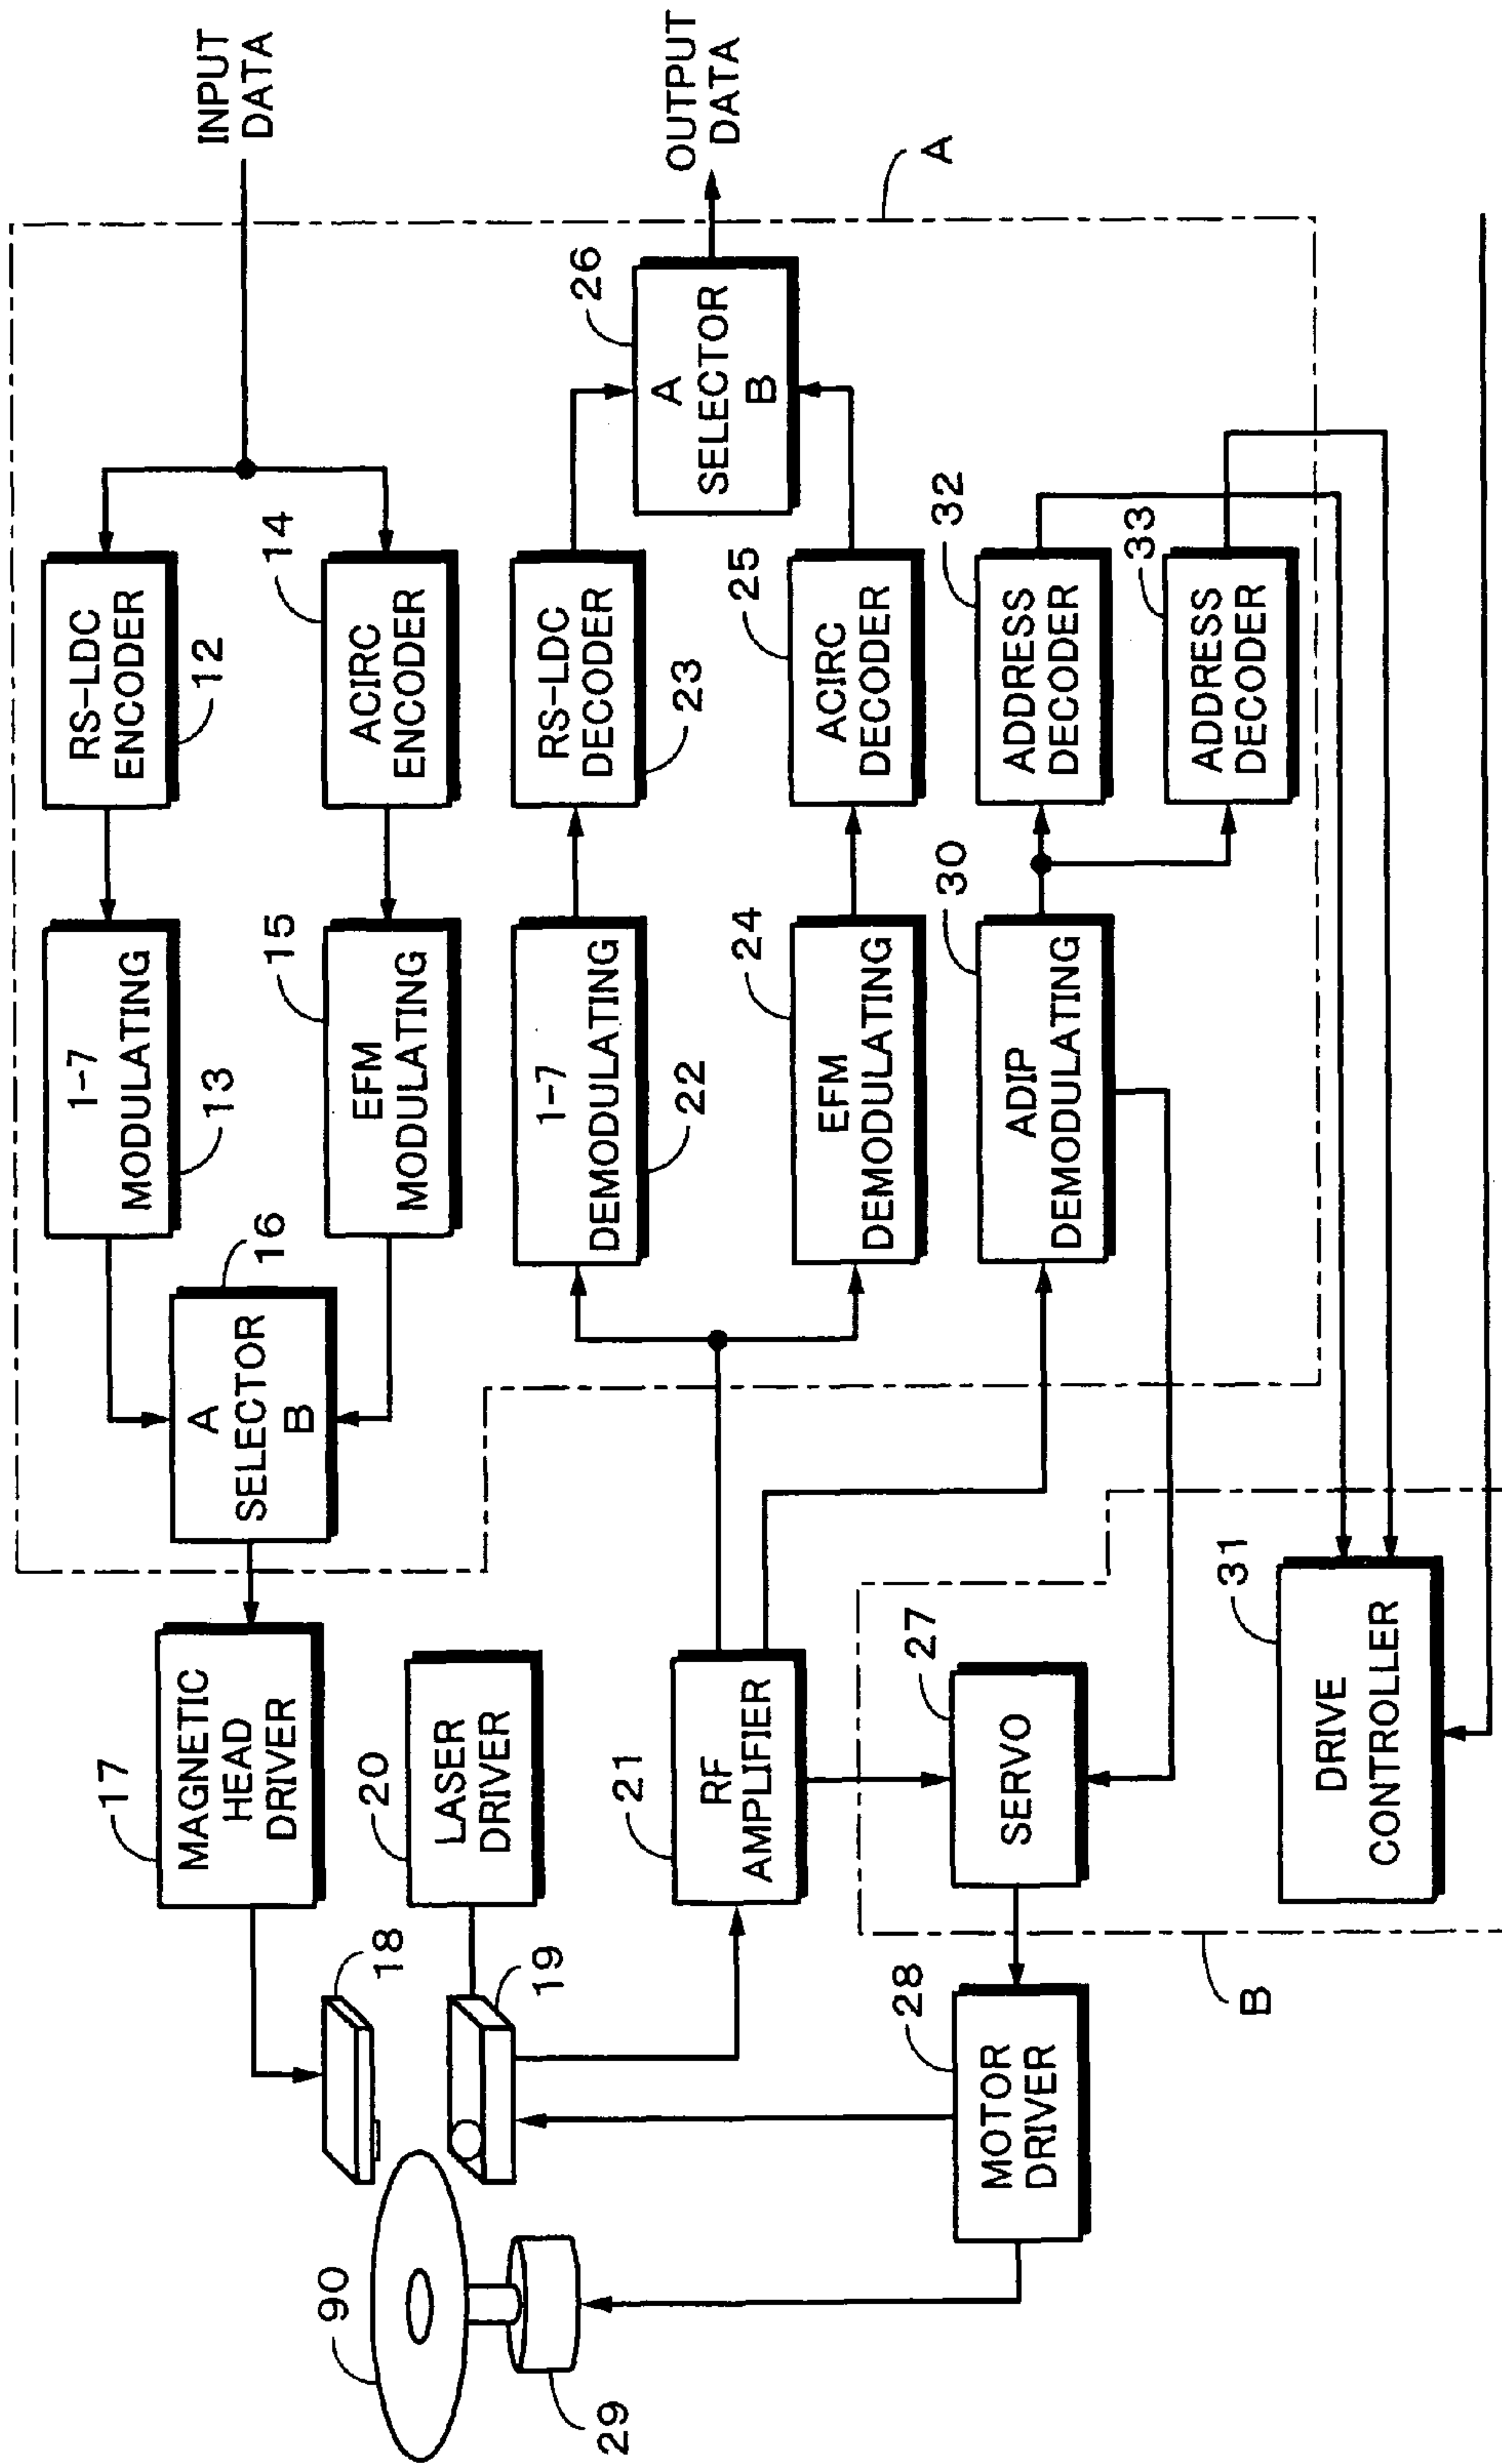 INPUT
DATA
OUTPUT
DATA
A
RS-LDC
ENCODER
12
14
ACIRC
ENCODER
1-7
MODULATING
13
15
EFM
MODULATING
16
A
SELECTOR
B
26
A
SELECTOR
B
RS-LDC
DECODER
23
25
ACIRC
DECODER
32
ADDRESS
DECODER
33
ADDRESS
DECODER
1-7
DEMODULATING
22
24
EFM
DEMODULATING
30
ADIP
DEMODULATING
17
MAGNETIC
HEAD
DRIVER
20
LASER
DRIVER
21
RF
AMPLIFIER
27
SERVO
31
DRIVE
CONTROLLER
18
19
28
MOTOR
DRIVER
B
90
29